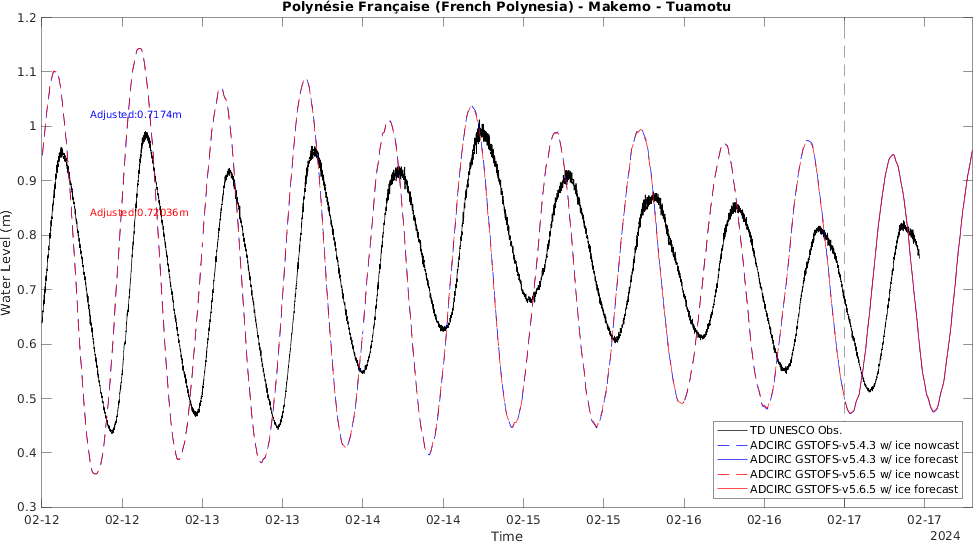 Polynésie Française (French Polynesia) - Makemo - Tuamotu
1.2
1.1
1
0.9
0.8
0.7
0.6
0.5
0.4
0.3
Water Level (m)
Adjusted:0.7174m
Adjusted:0.72036m
TD UNESCO Obs.
ADCIRC GSTOFS-v5.4.3 w/ ice nowcast
ADCIRC GSTOFS-v5.4.3 w/ ice forecast
ADCIRC GSTOFS-v5.6.5 w/ ice nowcast
ADCIRC GSTOFS-v5.6.5 w/ ice forecast
02-12 02-12 02-13 02-13 02-14 02-14 02-15 02-15 02-16 02-16 02-17 02-17
Time
2024